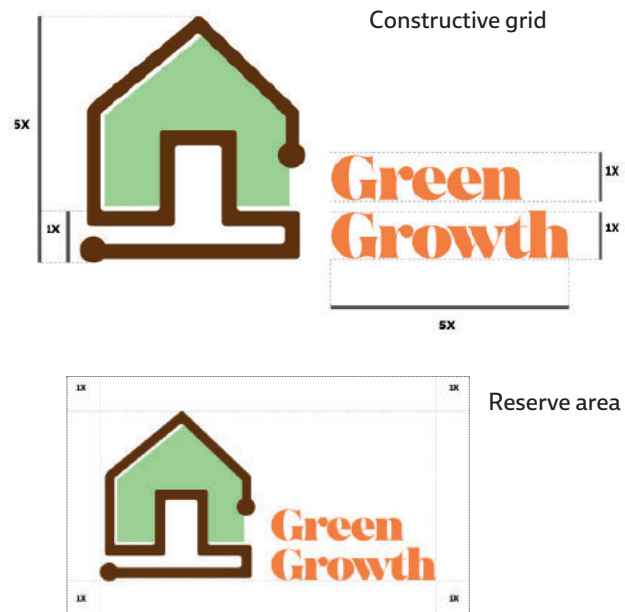 Constructive grid
5X
1X
Green
1X
Growth
1X
5X
1X
1X
Reserve area
Green
Growth
1X
1X